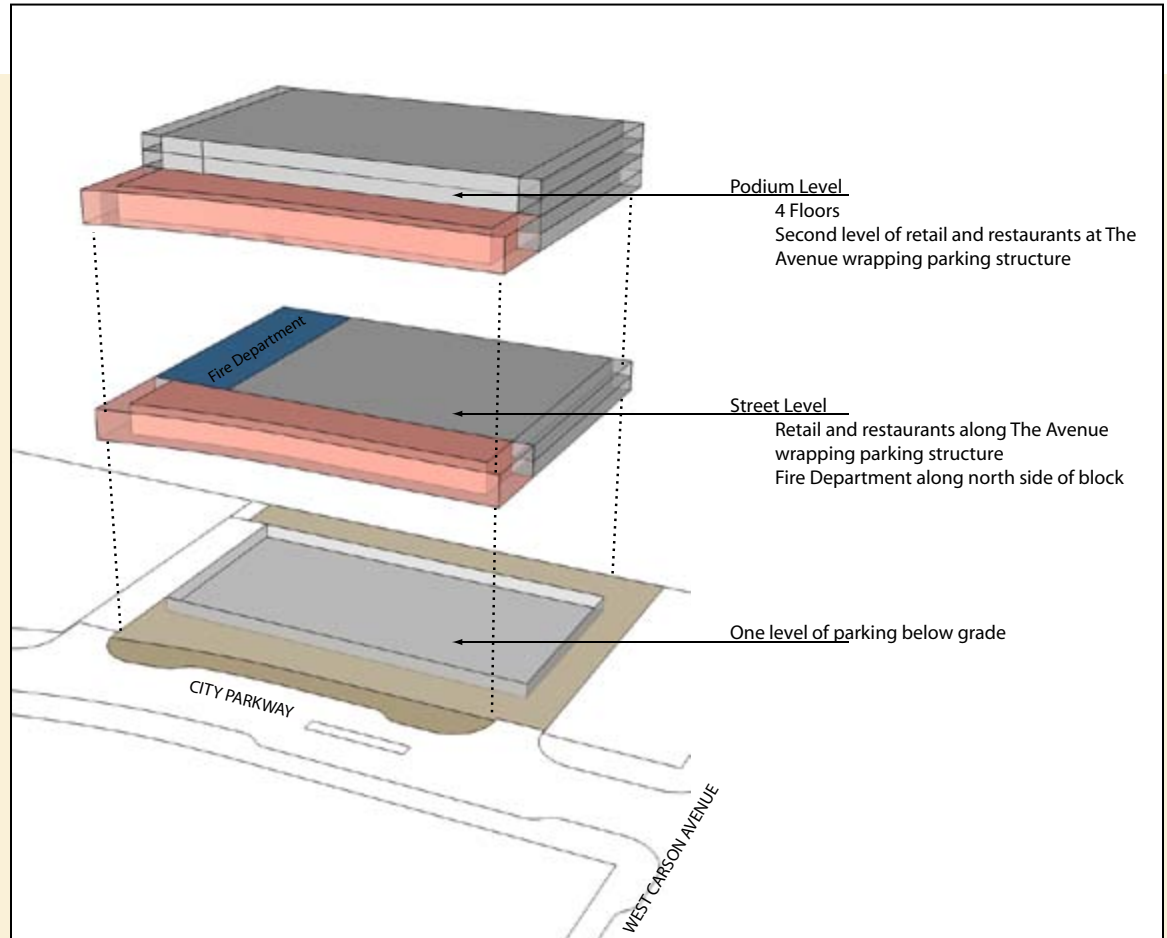 Podium Level
4 Floors
Second level of retail and restaurants at The
Avenue wrapping parking structure
Fire Department
Street Level
Retail and restaurants along The Avenue
wrapping parking structure
Fire Department along north side of block
One level of parking below grade
CITY PARKWAY
WEST CARSON AVENUE